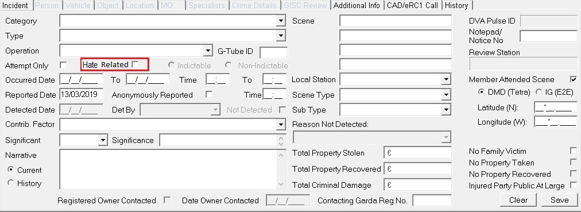 Incident Person Vehicle Object Location MO Specialists Crime Details GISC Review Additional Info CAD/eRC1 Call History
Category Scene DVA Pulse ID
Type Notepad/
Notice No
Operation G-Tube ID Review Station
Attempt Only Hate Related Indictable Non-Indictable
Occurred Date __/__/____ To __/__/____ Time __:__ To __:__ Local Station Member Attended Scene
Reported Date 13/03/2019 Anonymously Reported Time __:__ Scene Type DMD (Tetra) IG (E2E)
Detected Date __/__/____ Det By Not Detected Sub Type Latitude (N):
Contrib. Factor Reason Not Detected: Longitude (W):
Significant Significance
Narrative Total Property Stolen € No Family Victim
Current Total Property Recovered € No Property Taken
History Total Criminal Damage € No Property Recovered
Injured Party Public At Large
Registered Owner Contacted Date Owner Contacted __/__/____ Contacting Garda Reg No. Clear Save